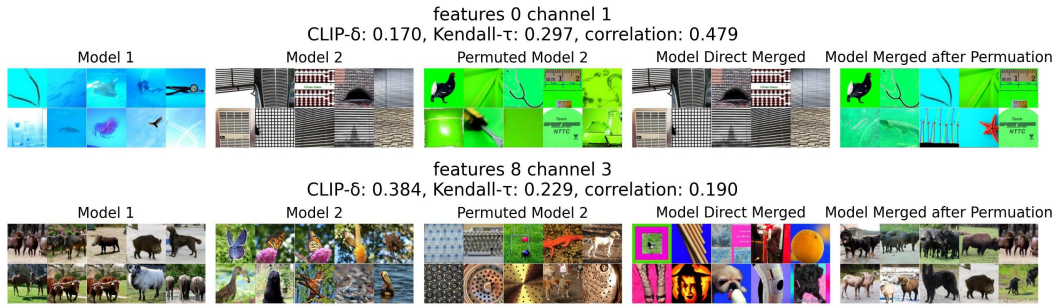 features 0 channel 1
CLIP-δ: 0.170, Kendall-τ: 0.297, correlation: 0.479
Model 1
Model 2
Permuted Model 2
Model Direct Merged
Model Merged after Permuation
Team
NTTC
Team
NTTC
features 8 channel 3
CLIP-δ: 0.384, Kendall-τ: 0.229, correlation: 0.190
Model 1
Model 2
Permuted Model 2
Model Direct Merged
Model Merged after Permuation